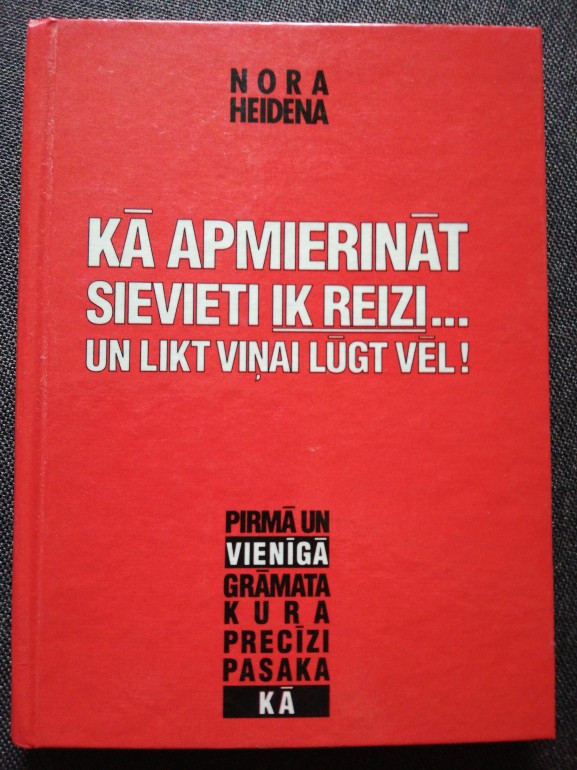 NORA
HEIDENA
KĀ APMIERINĀT
SIEVIETI IK REIZI...
UN LIKT VIŅAI LŪGT VĒL!
PIRMĀ UN
VIENĪGĀ
GRĀMATA
KURA
PRECĪZI
PASAKA
KĀ